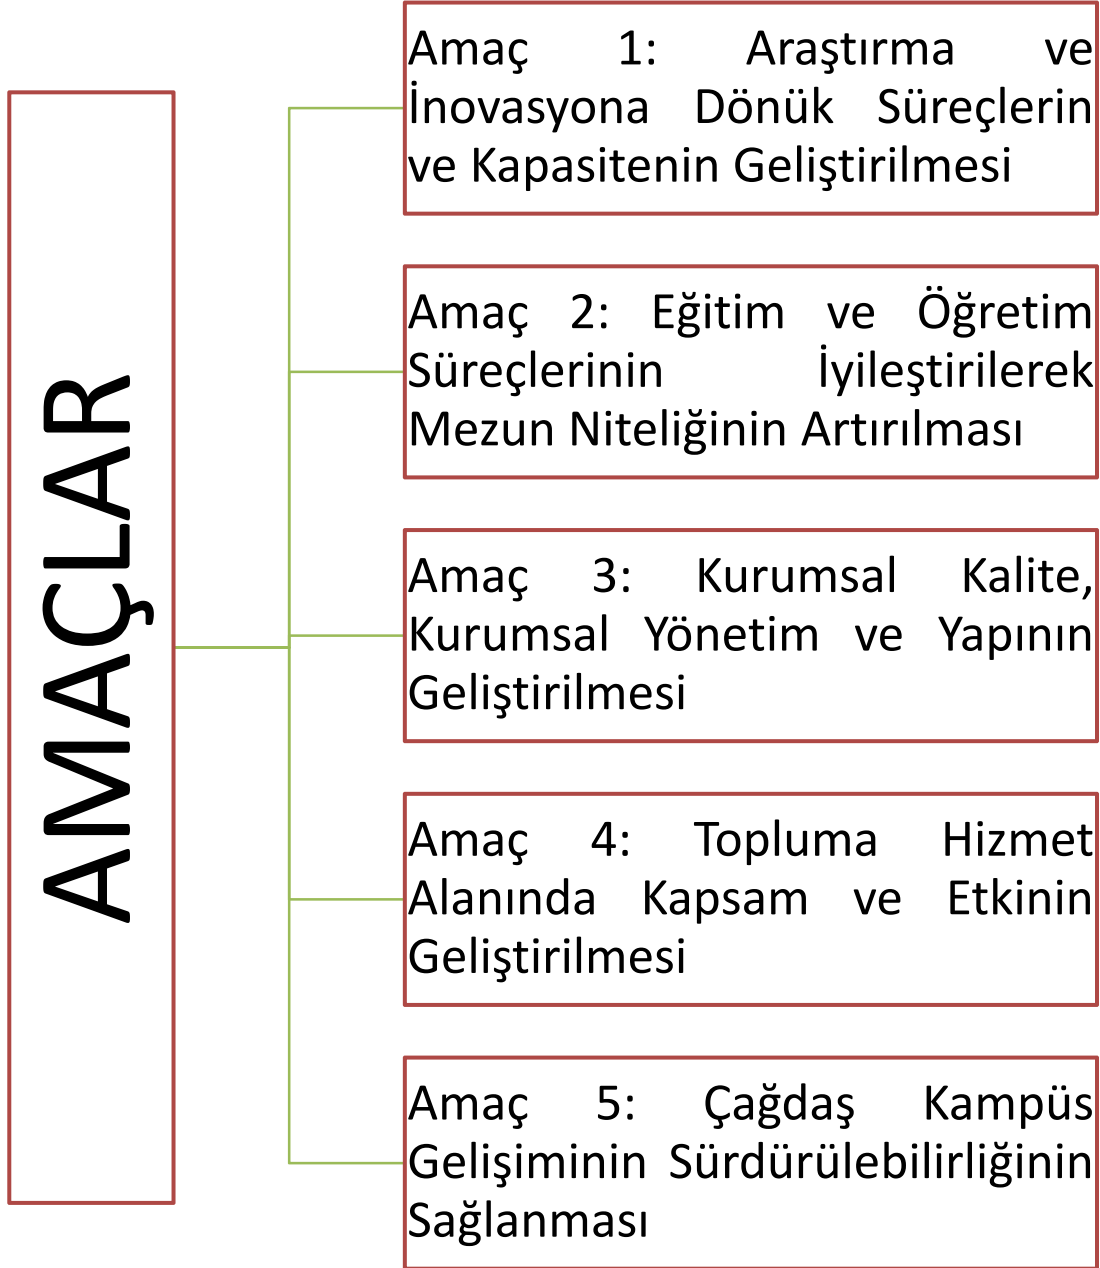 AMAÇLAR
Amaç 1: Araştırma ve
İnovasyona Dönük Süreçlerin
ve Kapasitenin Geliştirilmesi
Amaç 2: Eğitim ve Öğretim
Süreçlerinin İyileştirilerek
Mezun Niteliğinin Artırılması
Amaç 3: Kurumsal Kalite,
Kurumsal Yönetim ve Yapının
Geliştirilmesi
Amaç 4: Topluma Hizmet
Alanında Kapsam ve Etkinin
Geliştirilmesi
Amaç 5: Çağdaş Kampüs
Gelişiminin Sürdürülebilirliğinin
Sağlanması